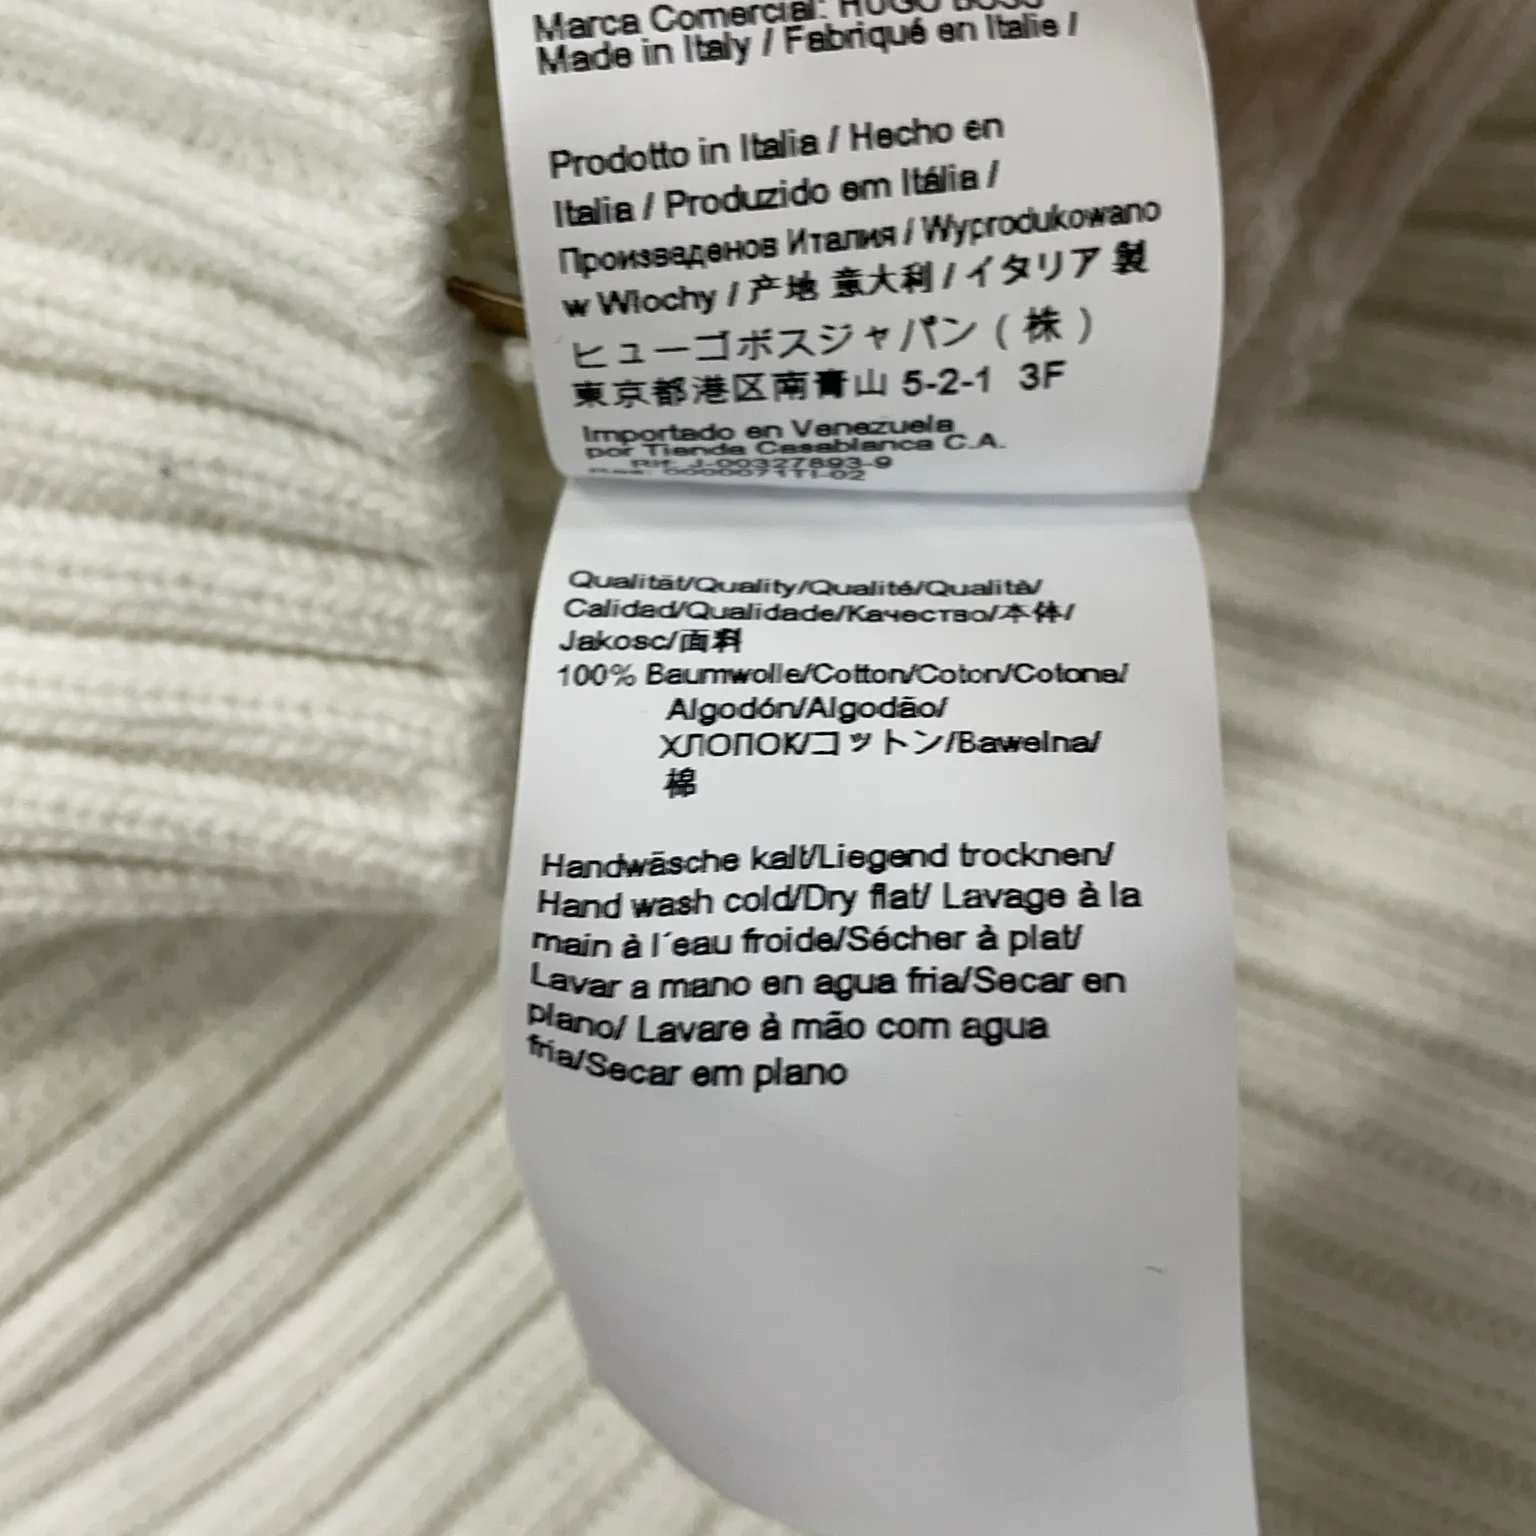 Marca Comercial: HUGO BOSS
Made in Italy / Fabriqué en Italie /
Prodotto in Italia / Hecho en
Italia / Produzido em Itália /
Произваденов Италия / Wyprodukowano
w Wlochy / 产地 意大利 / イタリア 製
ヒューゴボスジャパン ( 株 )
東京都港区南青山 5-2-1 3F
Importado en Venezuela
por Tienda Casablanca C.A.
Rif: J-00327893-9
Qualität/Quality/Qualité/Qualità/
Calidad/Qualidade/Качество/本体/
Jakosc/面料
100% Baumwolle/Cotton/Coton/Cotone/
Algodón/Algodão/
ХЛОПОК/コットン/Bawelna/
棉
Handwäsche kalt/Liegend trocknen/
Hand wash cold/Dry flat/ Lavage à la
main à l´eau froide/Sécher à plat/
Lavar a mano en agua fria/Secar en
plano/ Lavare à mão com agua
fria/Secar em plano